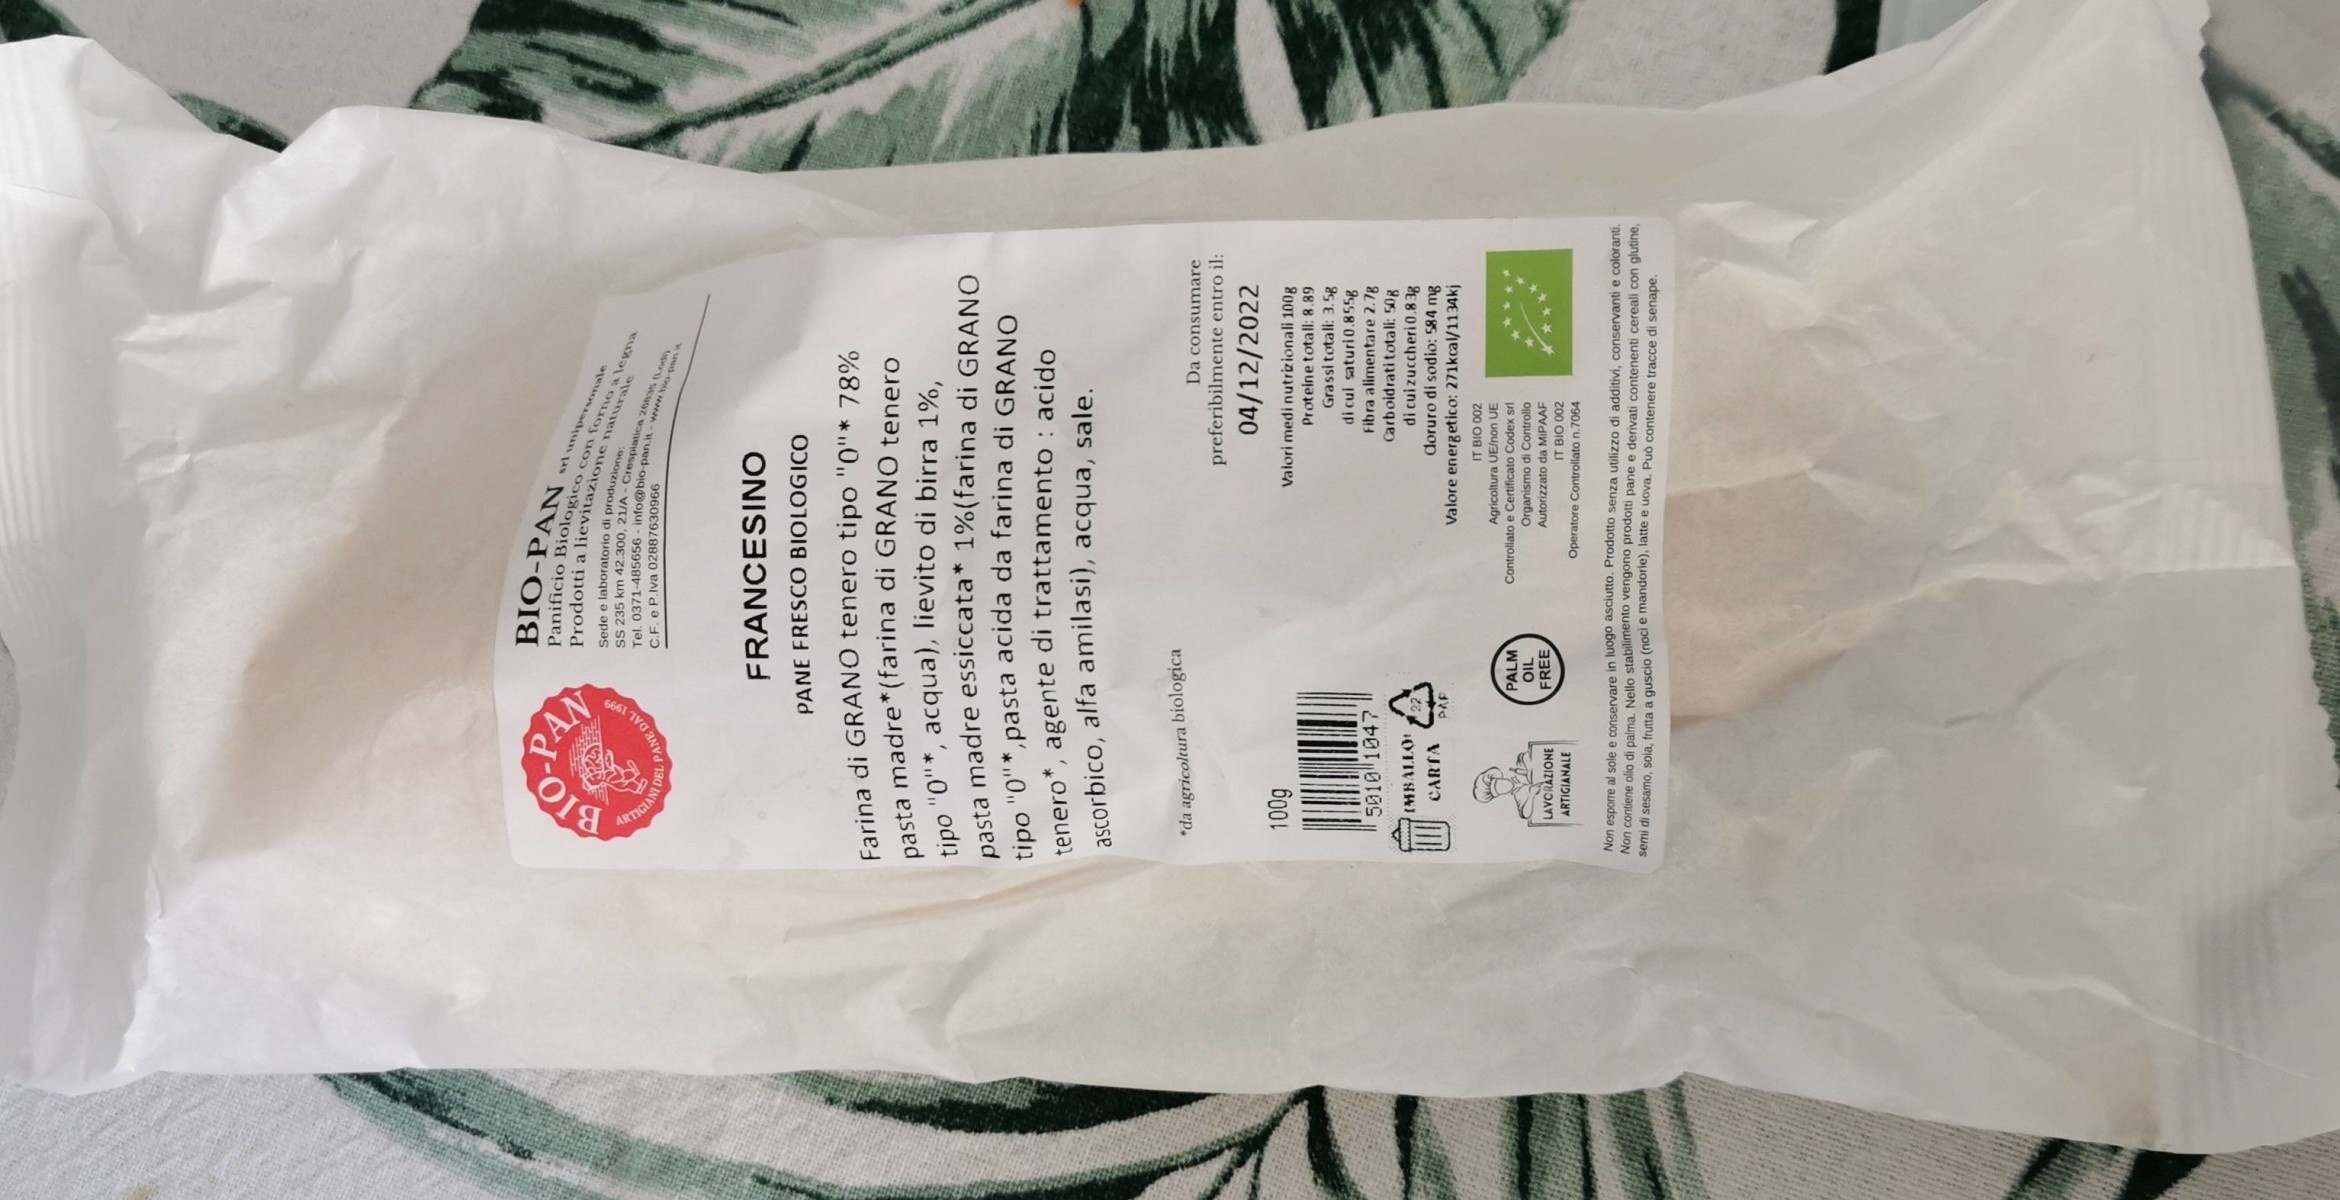 BIO-PAN
ARTIGIANI DEL PANE DAL 1999
BIO-PAN srl unipersonale
Panificio Biologico con forno a legna
Prodotti a lievitazione naturale
Sede e laboratorio di produzione:
SS 235 km 42.300, 21/A - Crespiatica 26835 (Lodi)
Tel. 0371-485656 - info@bio-pan.it - www.bio-pan.it
C.F. e P.Iva 02887630966
FRANCESINO
PANE FRESCO BIOLOGICO
Farina di GRANO tenero tipo "0"* 78%
pasta madre*(farina di GRANO tenero
tipo "0"*, acqua), lievito di birra 1%,
pasta madre essiccata* 1%(farina di GRANO
tipo "0"*,pasta acida da farina di GRANO
tenero*, agente di trattamento : acido
ascorbico, alfa amilasi), acqua, sale.
*da agricoltura biologica
Da consumare
preferibilmente entro il:
04/12/2022
100g
5010 1047
IMBALLO:
CARTA
22
PAP
Valori medi nutrizionali 100g
Proteine totali: 8.89
Grassi totali: 3.5g
di cui saturi 0.855g
Fibra alimentare 2.7g
Carboidrati totali: 50g
di cui zuccheri 0.83g
cloruro di sodio: 584 mg
Valore energetico: 271kcal/1134kj
LAVORAZIONE
ARTIGIANALE
PALM
OIL
FREE
IT BIO 002
Agricoltura UE/non UE
Controllato e Certificato Codex srl
Organismo di Controllo
Autorizzato da MiPAAF
IT BIO 002
Operatore Controllato n.7064
Non esporre al sole e conservare in luogo asciutto. Prodotto senza utilizzo di additivi, conservanti e coloranti.
Non contiene olio di palma. Nello stabilimento vengono prodotti pane e derivati contenenti cereali con glutine,
semi di sesamo, soia, frutta a guscio (noci e mandorle), latte e uova. Può contenere tracce di senape.